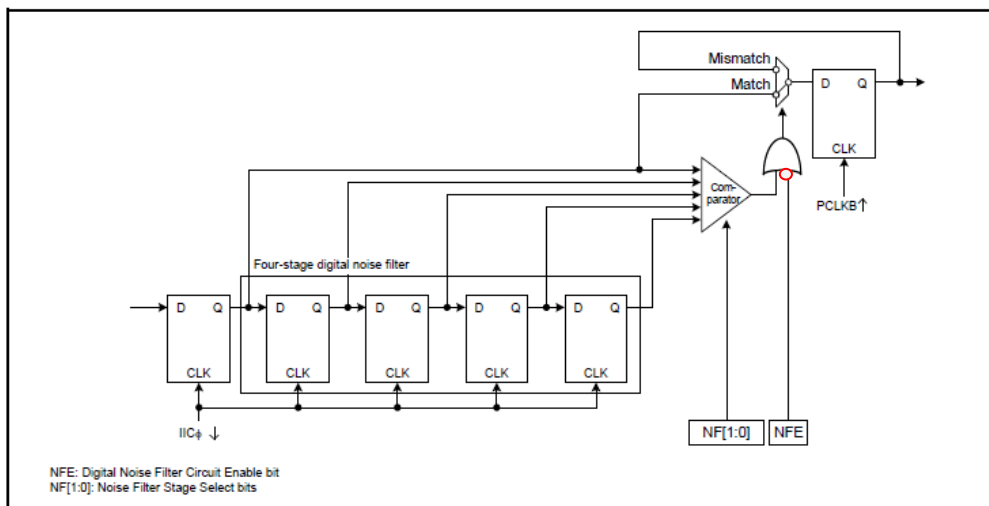 Mismatch
Match
D Q
CLK
PCLKB↑
Com-
parator
Four-stage digital noise filter
D Q D Q D Q D Q D Q
CLK CLK CLK CLK CLK
IICφ ↓
NF[1:0] NFE
NFE: Digital Noise Filter Circuit Enable bit
NF[1:0]: Noise Filter Stage Select bits